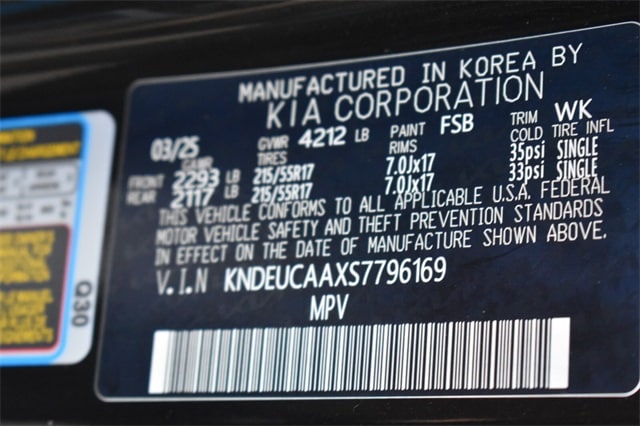 MANUFACTURED IN KOREA BY
KIA CORPORATION
03/25 GVWR 4212 LB PAINT FSB TRIM WK
GAWR TIRES RIMS COLD TIRE INFL
FRONT 2293 LB 215/55R17 7.0Jx17 35psi SINGLE
REAR 2117 LB 215/55R17 7.0Jx17 33psi SINGLE
THIS VEHICLE CONFORMS TO ALL APPLICABLE U.S.A. FEDERAL
MOTOR VEHICLE SAFETY AND THEFT PREVENTION STANDARDS
IN EFFECT ON THE DATE OF MANUFACTURE SHOWN ABOVE.
V.I.N KNDEUCAAXS7796169
MPV
030